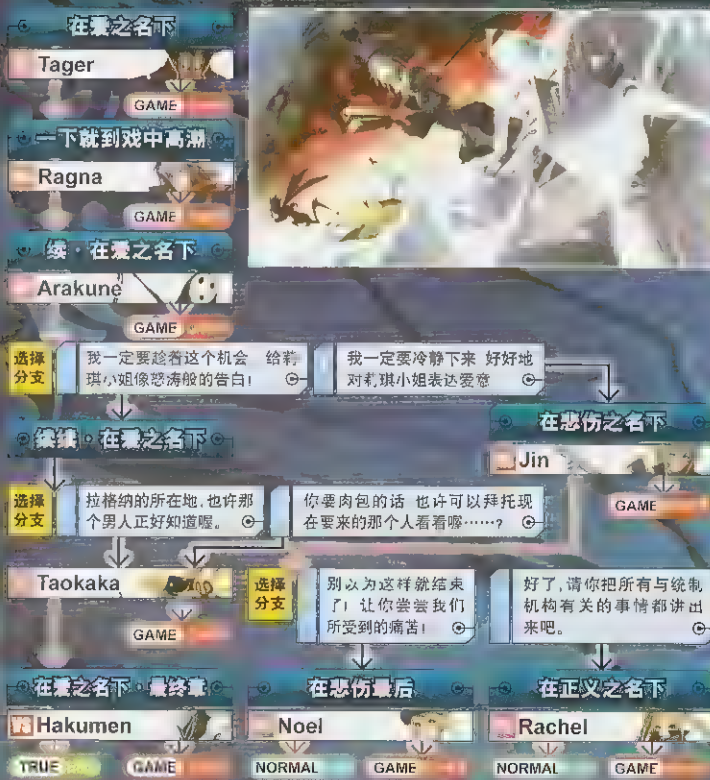 在爱之名下
Tager
GAME
一下就到戏中高潮
Ragna
GAME
续·在爱之名下
Arakune
GAME
选择
分支
我一定要趁着这个机会 给莉
琪小姐像怒涛般的告白!
我一定要冷静下来 好好地
对莉琪小姐表达爱意
续续·在爱之名下
在悲伤之名下
Jin
GAME
选择
分支
拉格纳的所在地,也许那
个男人正好知道喔。
你要肉包的话 也许可以拜托现
在要来的那个人看看喔……?
Taokaka
GAME
选择
分支
别以为这样就结束
了! 让你尝尝我们
所受到的痛苦!
好了,请你把所有与统制
机构有关的事情都讲出
来吧。
在爱之名下·最终章
VS Hakumen
TRUE
GAME
在悲伤最后
Noel
NORMAL
GAME
在正义之名下
Rachel
NORMAL
GAME